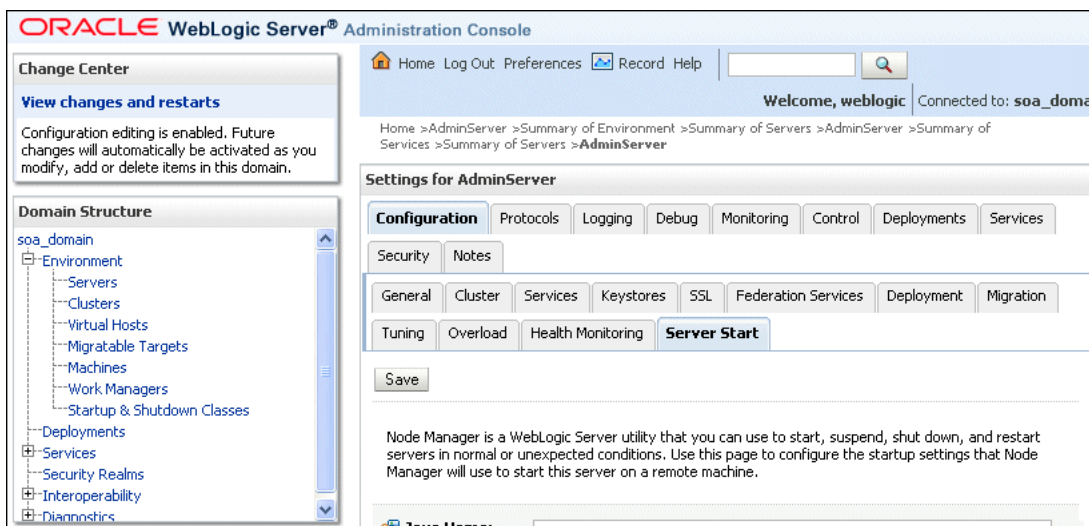 ORACLE WebLogic Server® Administration Console
Change Center
View changes and restarts
Configuration editing is enabled. Future
changes will automatically be activated as you
modify, add or delete items in this domain.
Domain Structure
soa_domain
Environment
Servers
Clusters
Virtual Hosts
Migratable Targets
Machines
Work Managers
Startup & Shutdown Classes
Deployments
Services
Security Realms
Interoperability
Diagnostics
Home Log Out Preferences Record Help
Welcome, weblogic Connected to: soa_doma
Home >AdminServer >Summary of Environment >Summary of Servers >AdminServer >Summary of
Services >Summary of Servers >AdminServer
Settings for AdminServer
Configuration Protocols Logging Debug Monitoring Control Deployments Services
Security Notes
General Cluster Services Keystores SSL Federation Services Deployment Migration
Tuning Overload Health Monitoring Server Start
Save
Node Manager is a WebLogic Server utility that you can use to start, suspend, shut down, and restart
servers in normal or unexpected conditions. Use this page to configure the startup settings that Node
Manager will use to start this server on a remote machine.
Java Home: